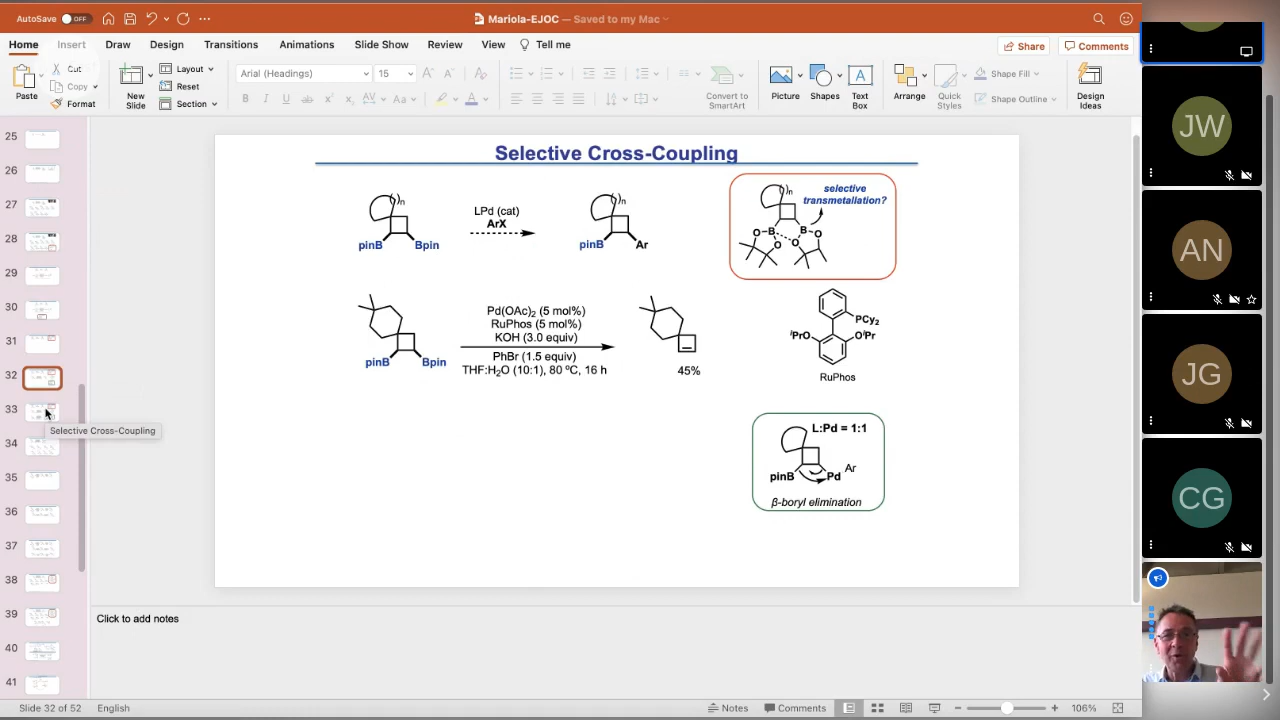 AutoSave OFF
Mariola-EJOC — Saved to my Mac
Home Insert Draw Design Transitions Animations Slide Show Review View Tell me
Share Comments
Paste
Cut
Copy
Format
New Slide
Layout
Reset
Section
Arial (Headings) 15
Convert to SmartArt
Picture
Shapes
Text Box
Arrange
Quick Styles
Shape Fill
Shape Outline
Design Ideas
25
26
27
28
29
30
31
32
33
34
35
36
37
38
39
40
41
Selective Cross-Coupling
Selective Cross-Coupling
n
pinB Bpin
LPd (cat)
ArX
n
pinB Ar
n
selective
transmetallation?
O B B O
O O
pinB Bpin
Pd(OAc)2 (5 mol%)
RuPhos (5 mol%)
KOH (3.0 equiv)
PhBr (1.5 equiv)
THF:H2O (10:1), 80 ºC, 16 h
45%
PCy2
iPrO OiPr
RuPhos
L:Pd = 1:1
Ar
pinB Pd
β-boryl elimination
Click to add notes
JW
AN
JG
CG
Slide 32 of 52 English
Notes Comments
106%